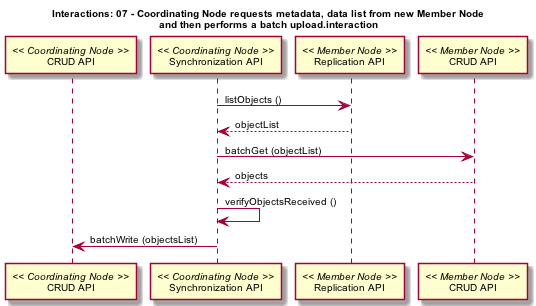 Interactions: 07 - Coordinating Node requests metadata, data list from new Member Node
and then performs a batch upload.interaction
<< Coordinating Node >>
CRUD API
<< Coordinating Node >>
Synchronization API
<< Member Node >>
Replication API
<< Member Node >>
CRUD API
listObjects ()
objectList
batchGet (objectList)
objects
verifyObjectsReceived ()
batchWrite (objectsList)
<< Coordinating Node >>
CRUD API
<< Coordinating Node >>
Synchronization API
<< Member Node >>
Replication API
<< Member Node >>
CRUD API